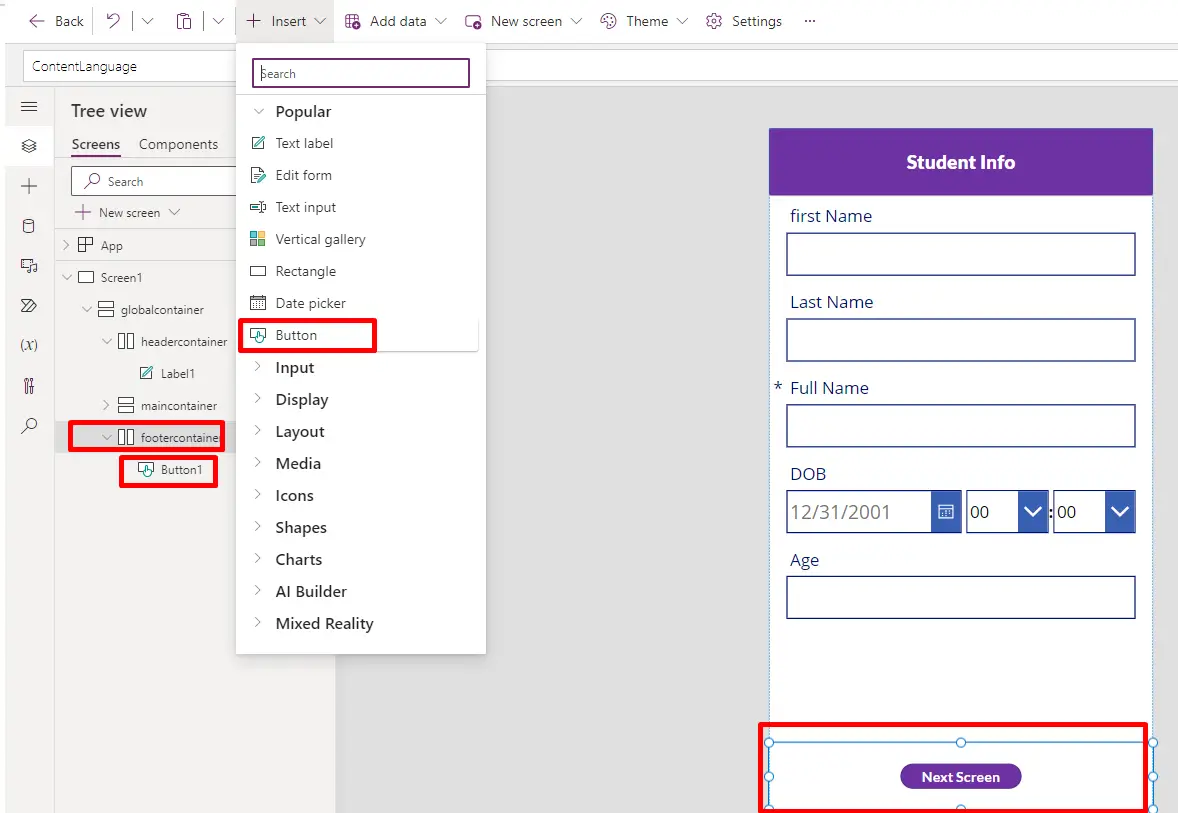 Back
Insert
Add data
New screen
Theme
Settings
...
ContentLanguage
Search
Tree view
Screens
Components
Search
New screen
App
Screen1
globalcontainer
headercontainer
Label1
maincontainer
footercontainer
Button1
Popular
Text label
Edit form
Text input
Vertical gallery
Rectangle
Date picker
Button
Input
Display
Layout
Media
Icons
Shapes
Charts
AI Builder
Mixed Reality
Student Info
first Name
Last Name
* Full Name
DOB
12/31/2001 00 : 00
Age
Next Screen
(x)